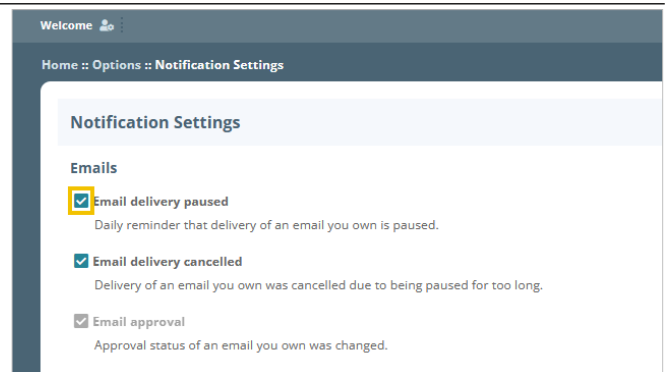 Welcome
Home :: Options :: Notification Settings
Notification Settings
Emails
Email delivery paused
Daily reminder that delivery of an email you own is paused.
Email delivery cancelled
Delivery of an email you own was cancelled due to being paused for too long.
Email approval
Approval status of an email you own was changed.